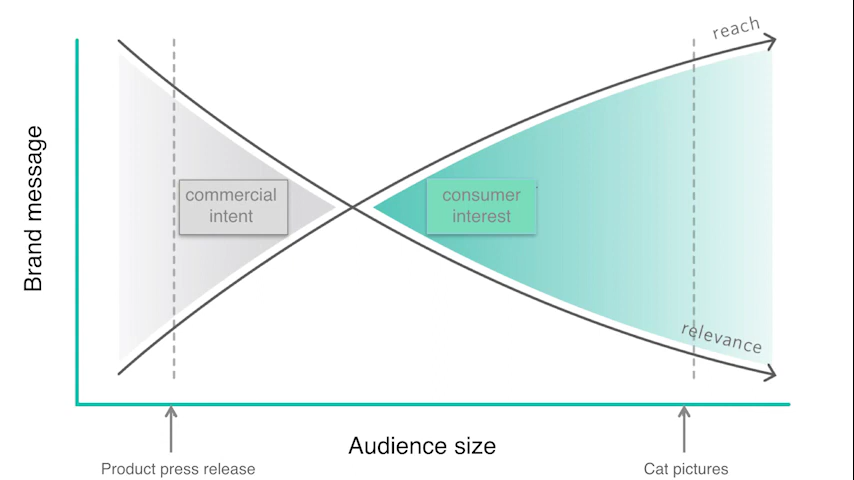 reach
commercial
intent
consumer
interest
Brand message
relevance
Audience size
Product press release
Cat pictures